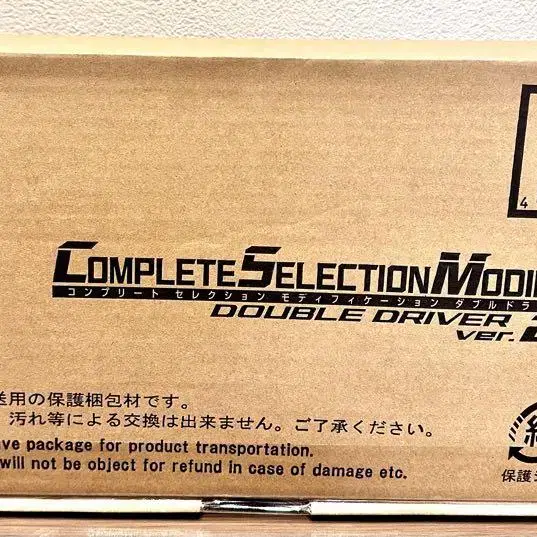 4
COMPLETE SELECTION MODI
コンプリート セレクション モディフィケーション ダブルドラ
DOUBLE DRIVER
ver.
送用の保護梱包材です。
汚れ等による交換は出来ません。ご了承ください。
ve package for product transportation.
will not be object for refund in case of damage etc.
保護